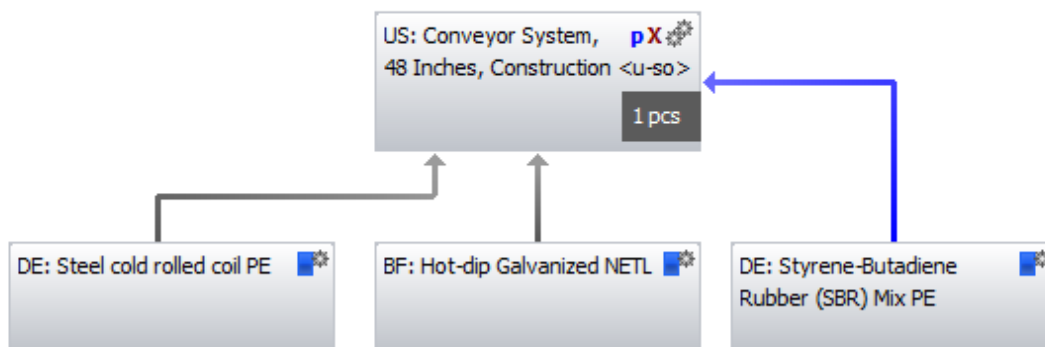 US: Conveyor System, pX
48 Inches, Construction <u-so>
1 pcs
DE: Steel cold rolled coil PE
BF: Hot-dip Galvanized NETL
DE: Styrene-Butadiene
Rubber (SBR) Mix PE